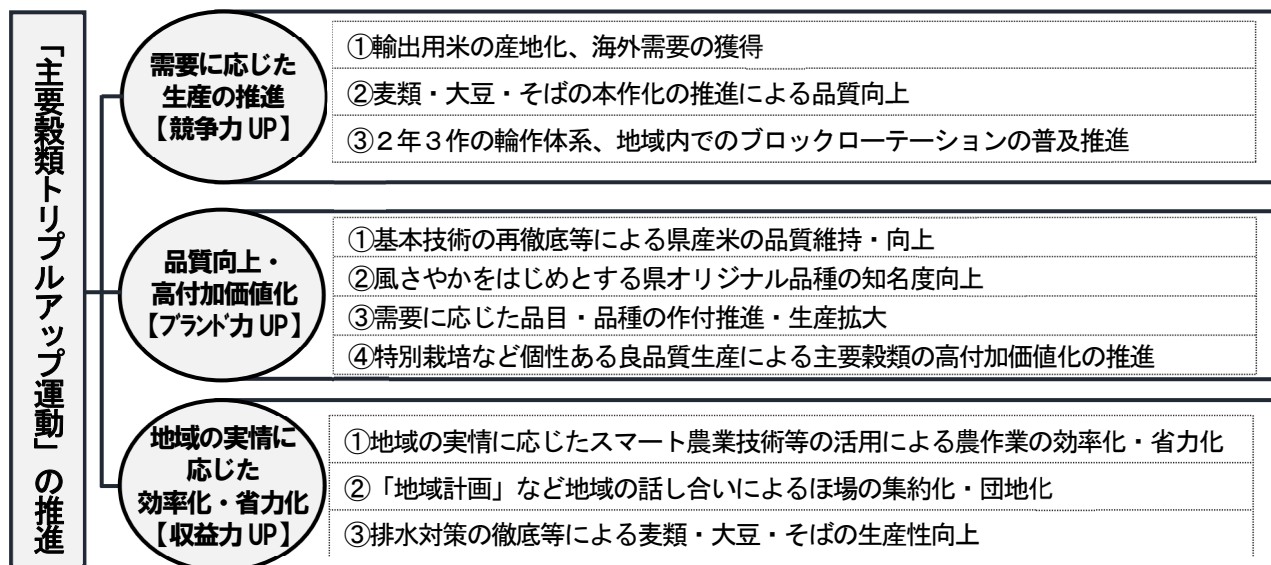 「主要穀類トリプルアップ運動」の推進
需要に応じた
生産の推進
【競争力 UP】
①輸出用米の産地化、海外需要の獲得
②麦類・大豆・そばの本作化の推進による品質向上
③２年３作の輪作体系、地域内でのブロックローテーションの普及推進
品質向上・
高付加価値化
【ブランド力 UP】
①基本技術の再徹底等による県産米の品質維持・向上
②風さやかをはじめとする県オリジナル品種の知名度向上
③需要に応じた品目・品種の作付推進・生産拡大
④特別栽培など個性ある良品質生産による主要穀類の高付加価値化の推進
地域の実情に
応じた
効率化・省力化
【収益力 UP】
①地域の実情に応じたスマート農業技術等の活用による農作業の効率化・省力化
②「地域計画」など地域の話し合いによるほ場の集約化・団地化
③排水対策の徹底等による麦類・大豆・そばの生産性向上